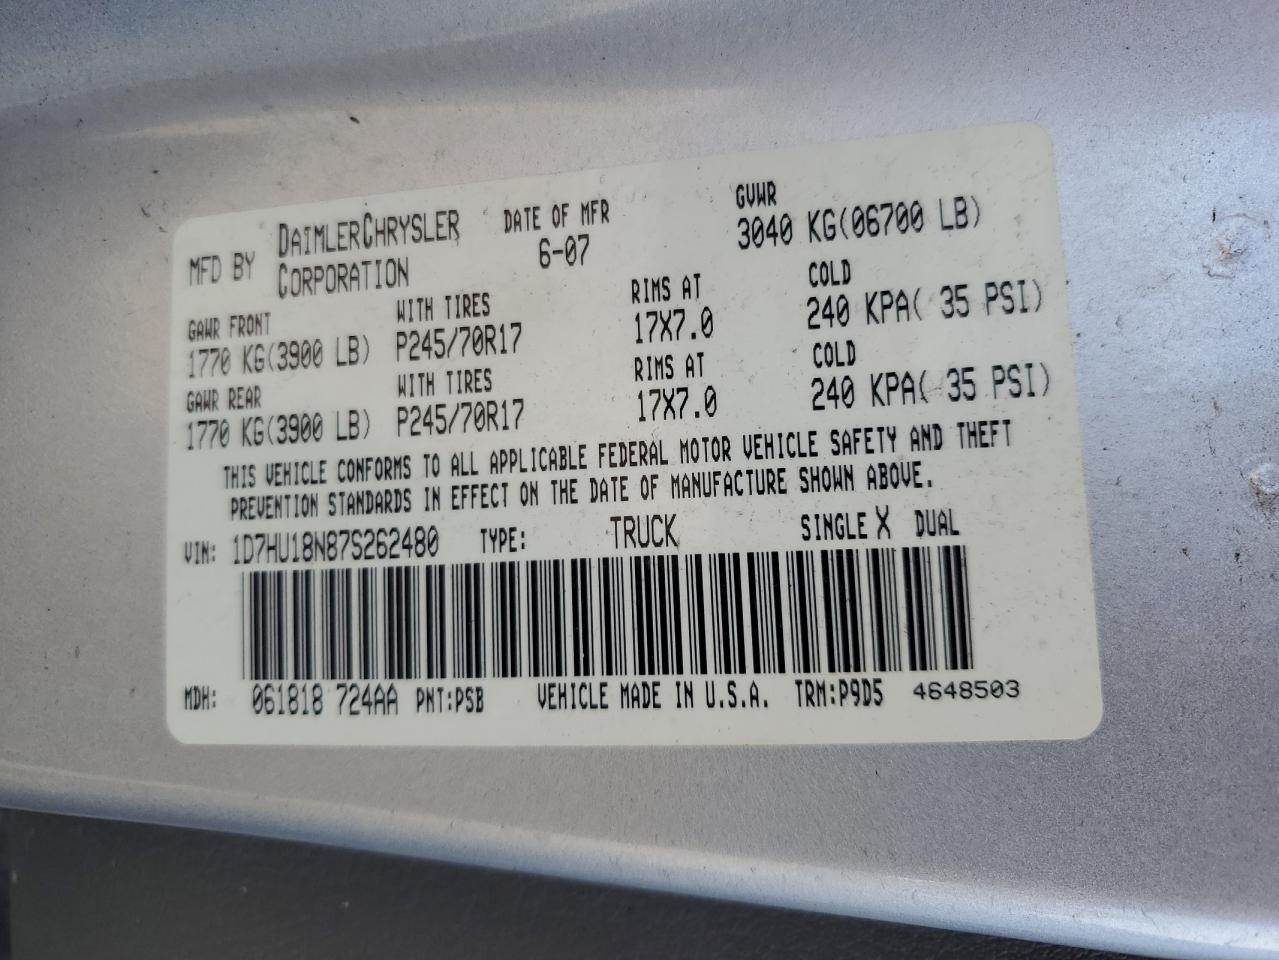 MFD BY DAIMLERCHRYSLER CORPORATION
DATE OF MFR 6-07
GVWR 3040 KG(06700 LB)
GAWR FRONT WITH TIRES RIMS AT COLD
1770 KG(3900 LB) P245/70R17 17X7.0 240 KPA( 35 PSI)
GAWR REAR WITH TIRES RIMS AT COLD
1770 KG(3900 LB) P245/70R17 17X7.0 240 KPA( 35 PSI)
THIS VEHICLE CONFORMS TO ALL APPLICABLE FEDERAL MOTOR VEHICLE SAFETY AND THEFT
PREVENTION STANDARDS IN EFFECT ON THE DATE OF MANUFACTURE SHOWN ABOVE.
VIN: 1D7HU18N87S262480 TYPE: TRUCK SINGLE X DUAL
MDH: 061818 724AA PNT:PSB VEHICLE MADE IN U.S.A. TRM:P9D5 4648503